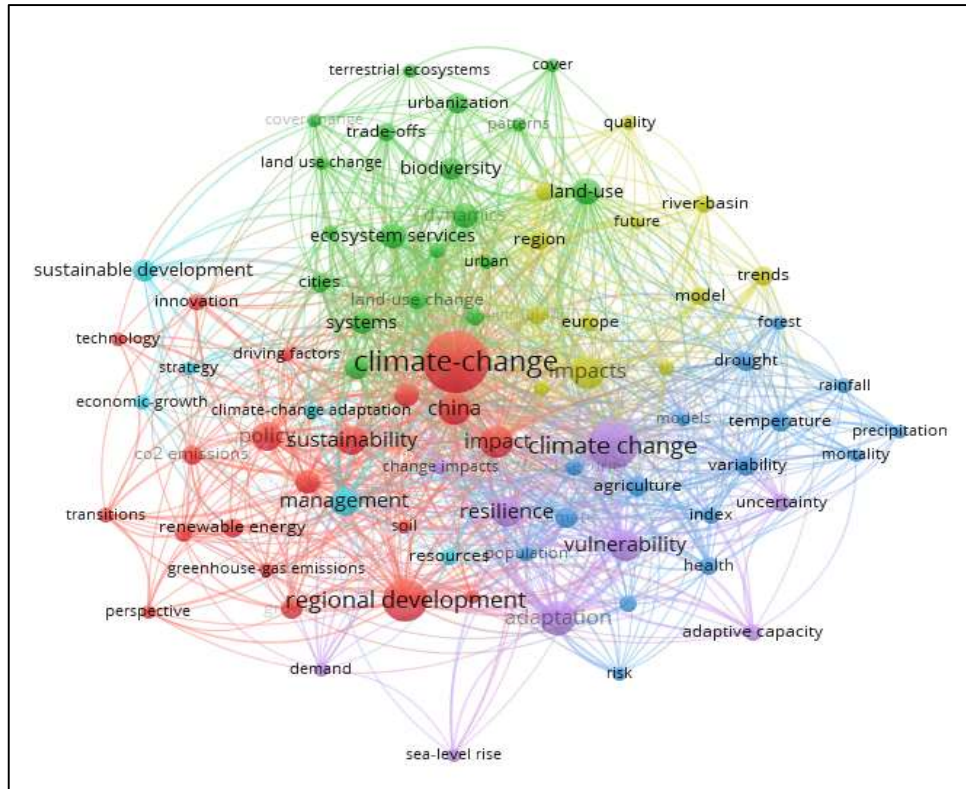 cover
terrestrial ecosystems
urbanization
cover change
patterns
quality
trade-offs
land use change
biodiversity
land-use
river-basin
dynamics
future
ecosystem services
region
urban
sustainable development
trends
cities
innovation
land-use change
model
systems
europe
forest
technology
driving factors
climate-change
impacts
drought
strategy
rainfall
economic-growth
climate-change adaptation
china
models
temperature
precipitation
policy
sustainability
impact
climate change
co2 emissions
change impacts
variability
mortality
agriculture
management
uncertainty
transitions
renewable energy
soil
resilience
index
resources
population
vulnerability
greenhouse-gas emissions
health
perspective
regional development
adaptation
adaptive capacity
demand
risk
sea-level rise